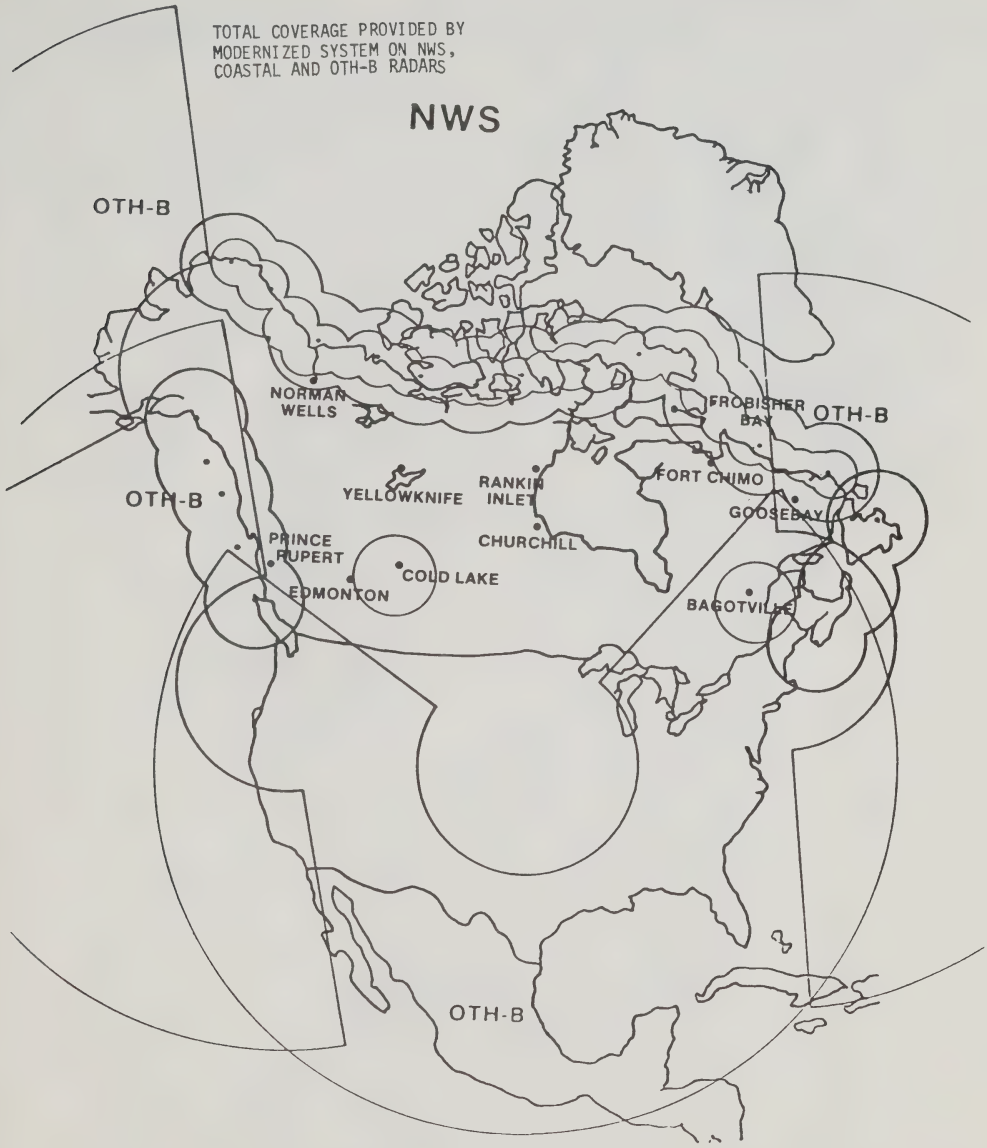 TOTAL COVERAGE PROVIDED BY
MODERNIZED SYSTEM ON NWS,
COASTAL AND OTH-B RADARS
NWS
OTH-B
NORMAN
WELLS
FROBISHER
BAY
OTH-B
OTH-B
YELLOWKNIFE
RANKIN
INLET
FORT CHIMO
GOOSEBAY
PRINCE
RUPERT
CHURCHILL
EDMONTON
COLD LAKE
BAGOTVILLE
OTH-B